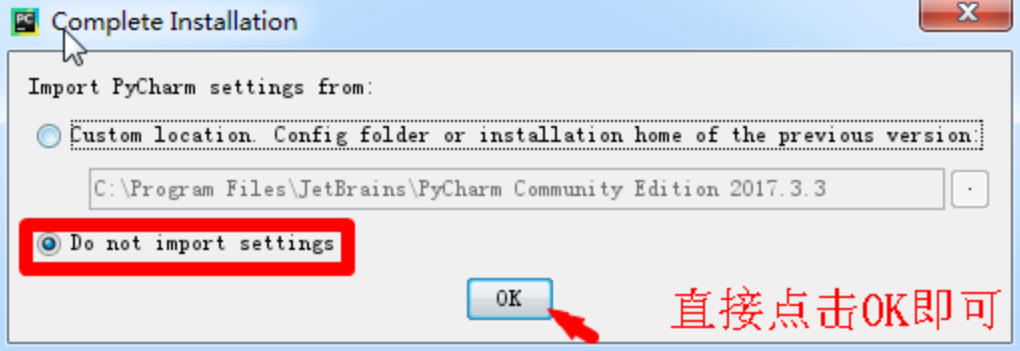 PC
Complete Installation
X
Import PyCharm settings from:
Custom location. Config folder or installation home of the previous version:
C:\Program Files\JetBrains\PyCharm Community Edition 2017.3.3
.
Do not import settings
OK
直接点击OK即可